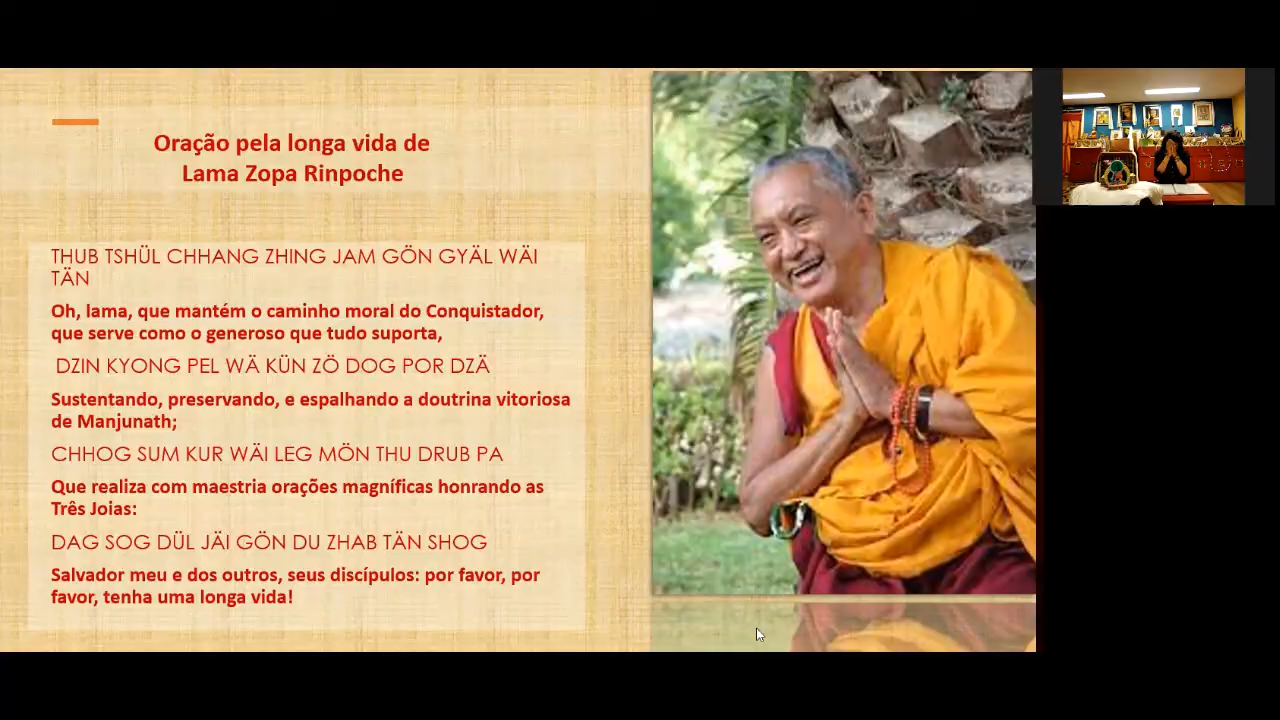 Oração pela longa vida de
Lama Zopa Rinpoche
THUB TSHÜL CHHANG ZHING JAM GÖN GYÄL WÄI
TÄN
Oh, lama, que mantém o caminho moral do Conquistador,
que serve como o generoso que tudo suporta,
DZIN KYONG PEL WÄ KÜN ZÖ DOG POR DZÄ
Sustentando, preservando, e espalhando a doutrina vitoriosa
de Manjunath;
CHHOG SUM KUR WÄI LEG MÖN THU DRUB PA
Que realiza com maestria orações magníficas honrando as
Três Joias:
DAG SOG DÜL JÄI GÖN DU ZHAB TÄN SHOG
Salvador meu e dos outros, seus discípulos: por favor, por
favor, tenha uma longa vida!